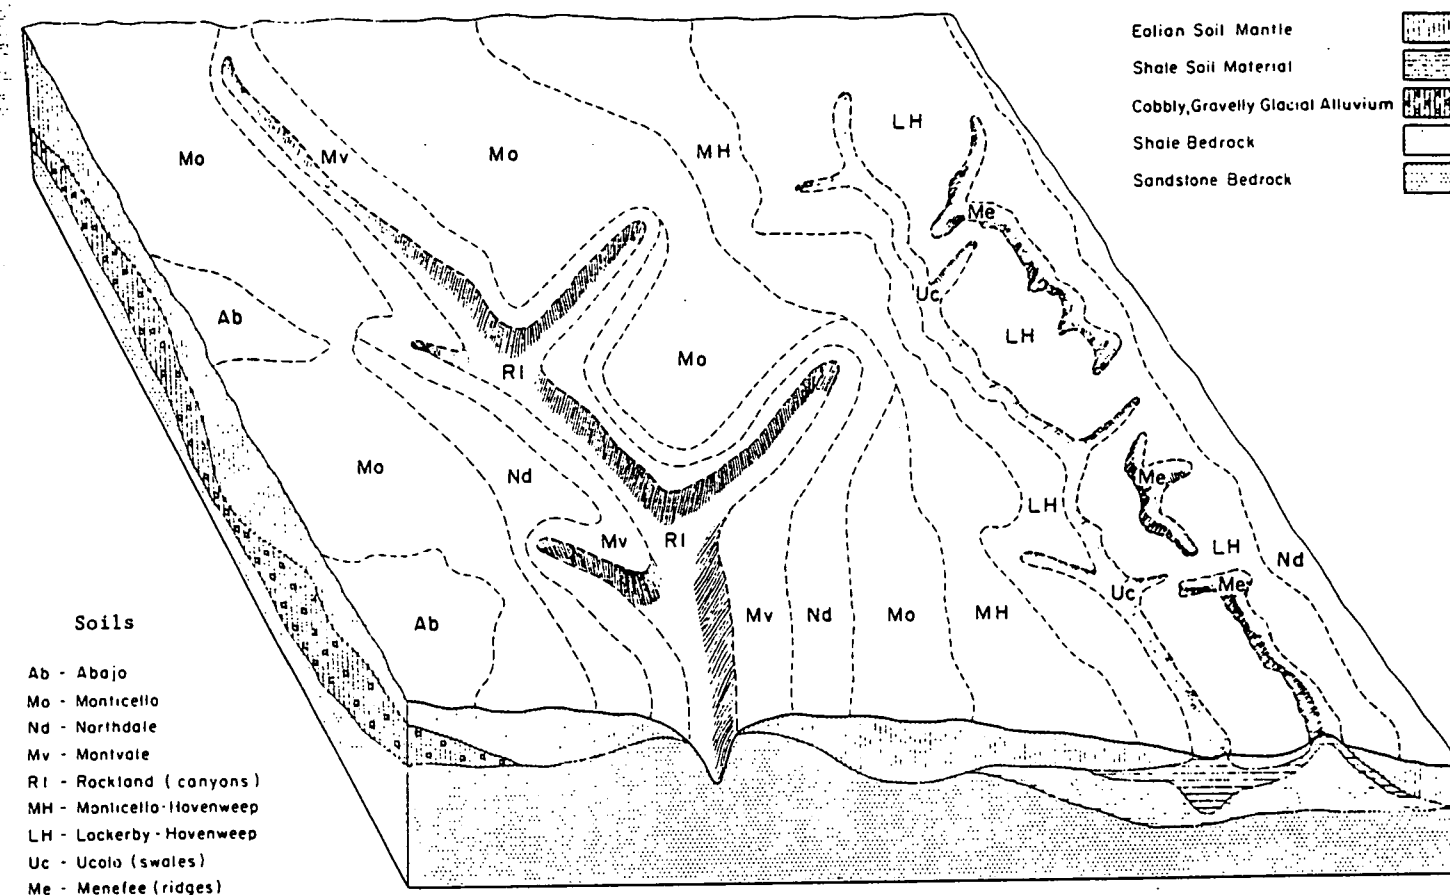 Eolian Soil Mantle
Shale Soil Material
Cobbly, Gravelly Glacial Alluvium
Shale Bedrock
Sandstone Bedrock
LH
Mo
Mv
Mo
MH
Me
Uc
Ab
LH
Mo
Rl
Mo
Nd
Me
LH
Mv
Rl
LH
Nd
Me
Uc
Ab
Mv
Nd
Mo
MH
Soils
Ab - Abajo
Mo - Monticello
Nd - Northdale
Mv - Montvale
Rl - Rockland (canyons)
MH - Monticello-Hovenweep
LH - Lockerby - Hovenweep
Uc - Ucolo (swales)
Me - Menefee (ridges)